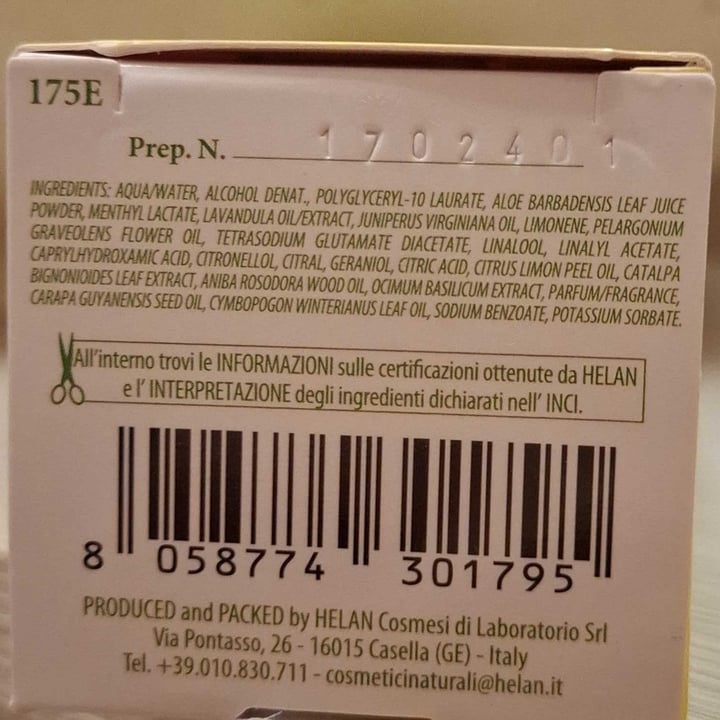 175E
Prep. N. 1702401
INGREDIENTS: AQUA/WATER, ALCOHOL DENAT., POLYGLYCERYL-10 LAURATE, ALOE BARBADENSIS LEAF JUICE
POWDER, MENTHYL LACTATE, LAVANDULA OIL/EXTRACT, JUNIPERUS VIRGINIANA OIL, LIMONENE, PELARGONIUM
GRAVEOLENS FLOWER OIL, TETRASODIUM GLUTAMATE DIACETATE, LINALOOL, LINALYL ACETATE,
CAPRYLHYDROXAMIC ACID, CITRONELLOL, CITRAL, GERANIOL, CITRIC ACID, CITRUS LIMON PEEL OIL, CATALPA
BIGNONIOIDES LEAF EXTRACT, ANIBA ROSODORA WOOD OIL, OCIMUM BASILICUM EXTRACT, PARFUM/FRAGRANCE,
CARAPA GUYANENSIS SEED OIL, CYMBOPOGON WINTERIANUS LEAF OIL, SODIUM BENZOATE, POTASSIUM SORBATE.
All'interno trovi le INFORMAZIONI sulle certificazioni ottenute da HELAN
e l' INTERPRETAZIONE degli ingredienti dichiarati nell' INCI.
8 058774 301795
PRODUCED and PACKED by HELAN Cosmesi di Laboratorio Srl
Via Pontasso, 26 - 16015 Casella (GE) - Italy
Tel. +39.010.830.711 - cosmeticinaturali@helan.it